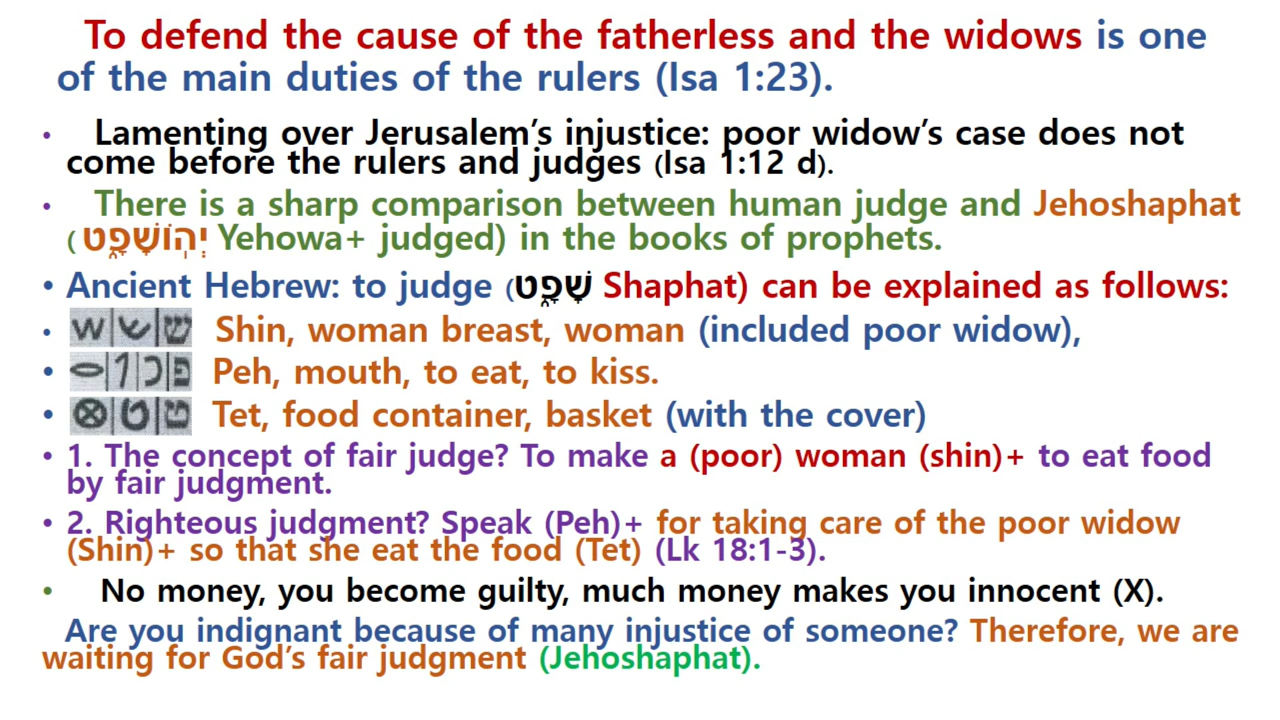 To defend the cause of the fatherless and the widows is one
of the main duties of the rulers (Isa 1:23).
• Lamenting over Jerusalem’s injustice: poor widow’s case does not
come before the rulers and judges (Isa 1:12 d).
• There is a sharp comparison between human judge and Jehoshaphat
( יְהוֹשָׁפָ֑ט Yehowa+ judged) in the books of prophets.
• Ancient Hebrew: to judge (שָׁפָ֑ט Shaphat) can be explained as follows:
• ש Shin, woman breast, woman (included poor widow),
• פ Peh, mouth, to eat, to kiss.
• ט Tet, food container, basket (with the cover)
• 1. The concept of fair judge? To make a (poor) woman (shin)+ to eat food
by fair judgment.
• 2. Righteous judgment? Speak (Peh)+ for taking care of the poor widow
(Shin)+ so that she eat the food (Tet) (Lk 18:1-3).
• No money, you become guilty, much money makes you innocent (X).
Are you indignant because of many injustice of someone? Therefore, we are
waiting for God’s fair judgment (Jehoshaphat).